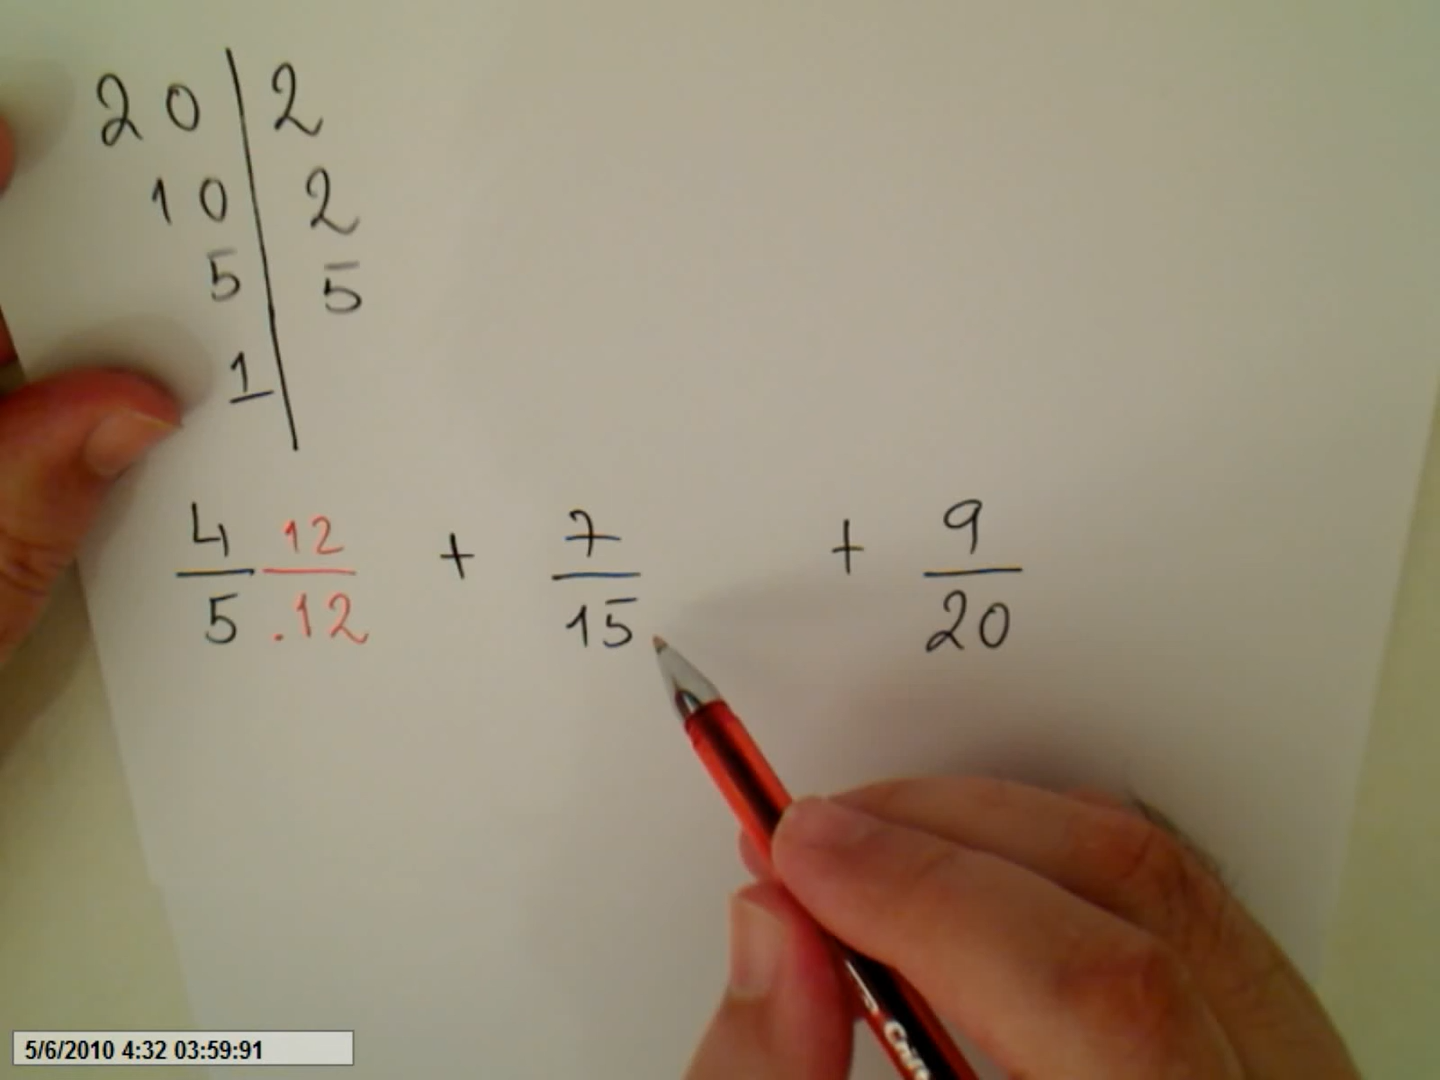 20 | 2
10 | 2
5 | 5
1 |
4 12 + 7 + 9
5 .12 15 20
5/6/2010 4:32 03:59:91